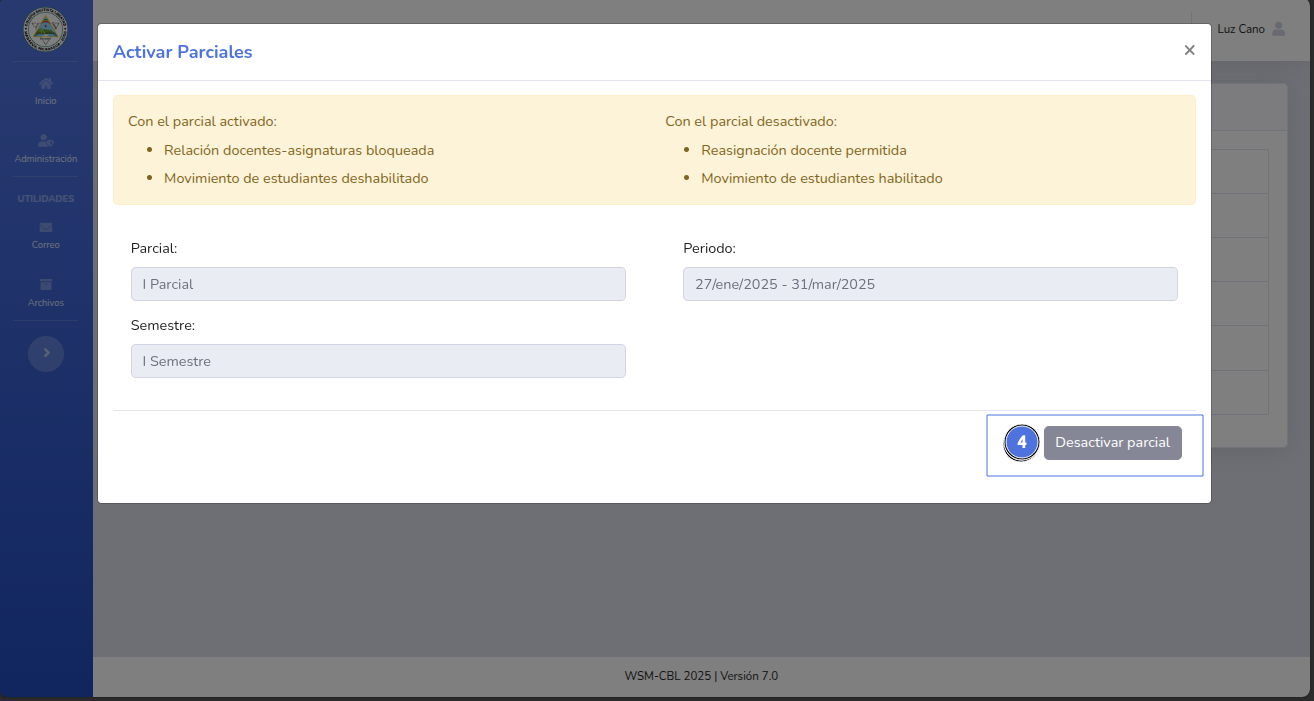 Luz Cano
Activar Parciales
×
Inicio
Administración
UTILIDADES
Correo
Archivos
Con el parcial activado:
• Relación docentes-asignaturas bloqueada
• Movimiento de estudiantes deshabilitado
Con el parcial desactivado:
• Reasignación docente permitida
• Movimiento de estudiantes habilitado
Parcial:
I Parcial
Periodo:
27/ene/2025 - 31/mar/2025
Semestre:
I Semestre
4
Desactivar parcial
WSM-CBL 2025 | Versión 7.0